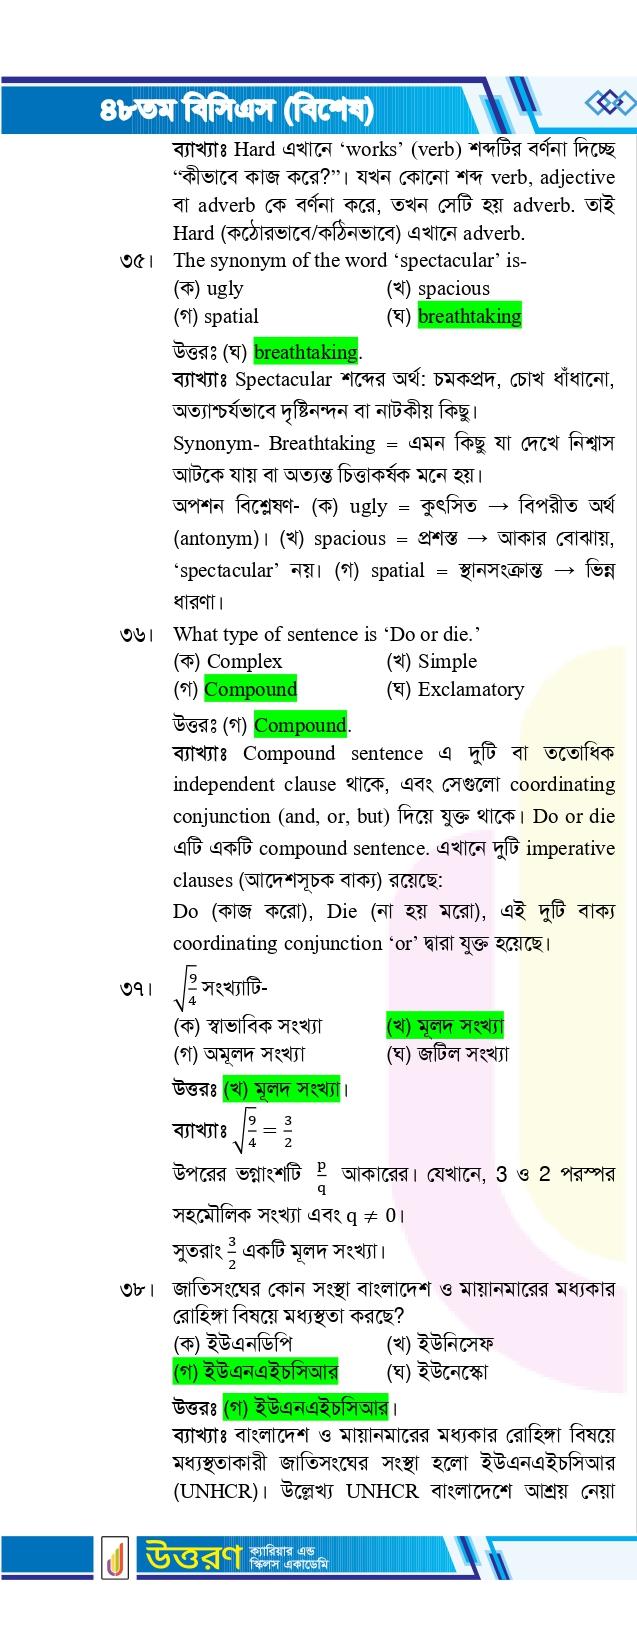 ৪৮তম বিসিএস (বিশেষ)
ব্যাখ্যাঃ Hard এখানে ‘works’ (verb) শব্দটির বর্ণনা দিচ্ছে
“কীভাবে কাজ করে?”। যখন কোনো শব্দ verb, adjective
বা adverb কে বর্ণনা করে, তখন সেটি হয় adverb. তাই
Hard (কঠোরভাবে/কঠিনভাবে) এখানে adverb.
৩৫। The synonym of the word ‘spectacular’ is-
(ক) ugly (খ) spacious
(গ) spatial (ঘ) breathtaking
উত্তরঃ (ঘ) breathtaking.
ব্যাখ্যাঃ Spectacular শব্দের অর্থ: চমকপ্রদ, চোখ ধাঁধানো,
অত্যাশ্চর্যভাবে দৃষ্টিনন্দন বা নাটকীয় কিছু।
Synonym- Breathtaking = এমন কিছু যা দেখে নিশ্বাস
আটকে যায় বা অত্যন্ত চিত্তাকর্ষক মনে হয়।
অপশন বিশ্লেষণ- (ক) ugly = কুৎসিত → বিপরীত অর্থ
(antonym)। (খ) spacious = প্রশস্ত → আকার বোঝায়,
‘spectacular’ নয়। (গ) spatial = স্থানসংক্রান্ত → ভিন্ন
ধারণা।
৩৬। What type of sentence is ‘Do or die.’
(ক) Complex (খ) Simple
(গ) Compound (ঘ) Exclamatory
উত্তরঃ (গ) Compound.
ব্যাখ্যাঃ Compound sentence এ দুটি বা ততোধিক
independent clause থাকে, এবং সেগুলো coordinating
conjunction (and, or, but) দিয়ে যুক্ত থাকে। Do or die
এটি একটি compound sentence. এখানে দুটি imperative
clauses (আদেশসূচক বাক্য) রয়েছে:
Do (কাজ করো), Die (না হয় মরো), এই দুটি বাক্য
coordinating conjunction ‘or’ দ্বারা যুক্ত হয়েছে।
৩৭। √(9/4) সংখ্যাটি-
(ক) স্বাভাবিক সংখ্যা (খ) মূলদ সংখ্যা
(গ) অমূলদ সংখ্যা (ঘ) জটিল সংখ্যা
উত্তরঃ (খ) মূলদ সংখ্যা।
ব্যাখ্যাঃ √(9/4) = 3/2
উপরের ভগ্নাংশটি p/q আকারের। যেখানে, 3 ও 2 পরস্পর
সহমৌলিক সংখ্যা এবং q ≠ 0।
সুতরাং 3/2 একটি মূলদ সংখ্যা।
৩৮। জাতিসংঘের কোন সংস্থা বাংলাদেশ ও মায়ানমারের মধ্যকার
রোহিঙ্গা বিষয়ে মধ্যস্থতা করছে?
(ক) ইউএনডিপি (খ) ইউনিসেফ
(গ) ইউএনএইচসিআর (ঘ) ইউনেস্কো
উত্তরঃ (গ) ইউএনএইচসিআর।
ব্যাখ্যাঃ বাংলাদেশ ও মায়ানমারের মধ্যকার রোহিঙ্গা বিষয়ে
মধ্যস্থতাকারী জাতিসংঘের সংস্থা হলো ইউএনএইচসিআর
(UNHCR)। উল্লেখ্য UNHCR বাংলাদেশে আশ্রয় নেয়া
উত্তরণ ক্যারিয়ার এন্ড
স্কিলস একাডেমি